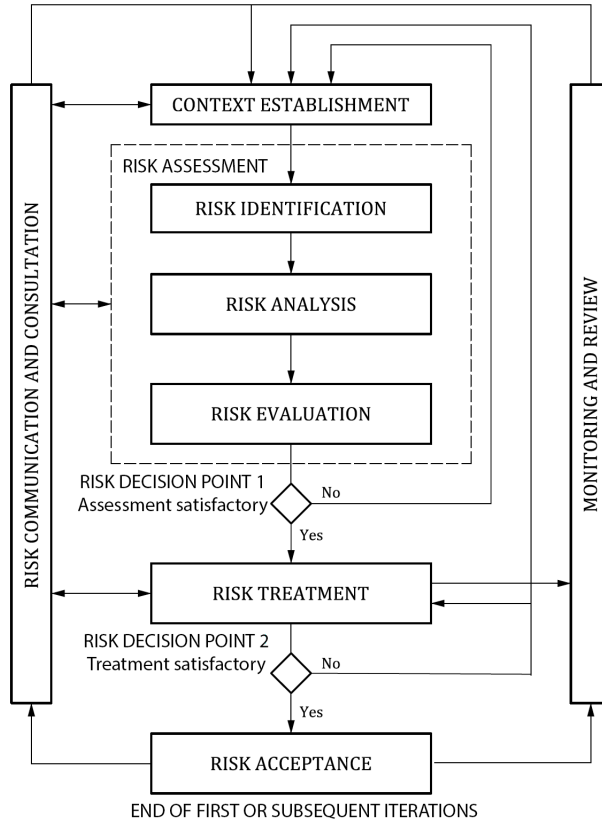 CONTEXT ESTABLISHMENT
RISK ASSESSMENT
RISK IDENTIFICATION
RISK COMMUNICATION AND CONSULTATION
RISK ANALYSIS
MONITORING AND REVIEW
RISK EVALUATION
RISK DECISION POINT 1
Assessment satisfactory
No
Yes
RISK TREATMENT
RISK DECISION POINT 2
Treatment satisfactory
No
Yes
RISK ACCEPTANCE
END OF FIRST OR SUBSEQUENT ITERATIONS